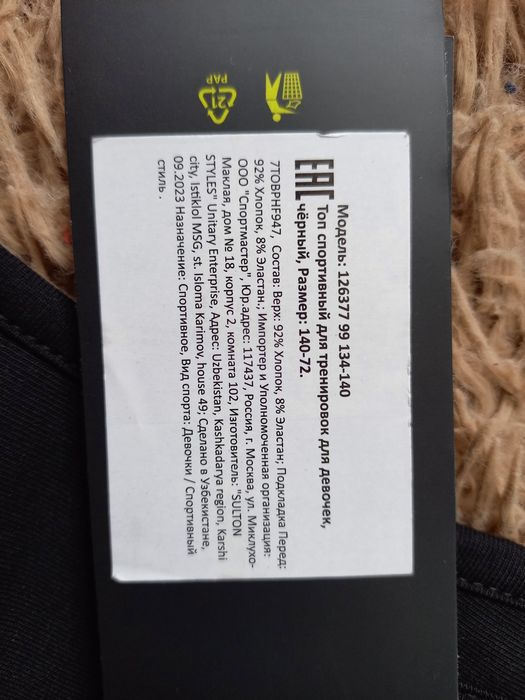 Модель: 126377 99 134-140
Топ спортивный для тренировок для девочек,
чёрный, Размер: 140-72.
EAC
7TOBPHF947, Состав: Верх: 92% Хлопок, 8% Эластан; Подкладка Перед:
92% Хлопок, 8% Эластан.; Импортер и Уполномоченная организация:
ООО "Спортмастер", Юр.адрес: 117437, Россия, г. Москва, ул. Миклухо-
Маклая, дом № 18, корпус 2, комната 102, Изготовитель: "SULTON
STYLES" Unitary Enterprise, Адрес: Uzbekistan, Kashkadarya region, Karshi
city, Istiklol MSG, st. Isloma Karimov, house 49; Сделано в Узбекистане,
09.2023 Назначение: Спортивное, Вид спорта: Девочки / Спортивный
стиль .
21
PAP